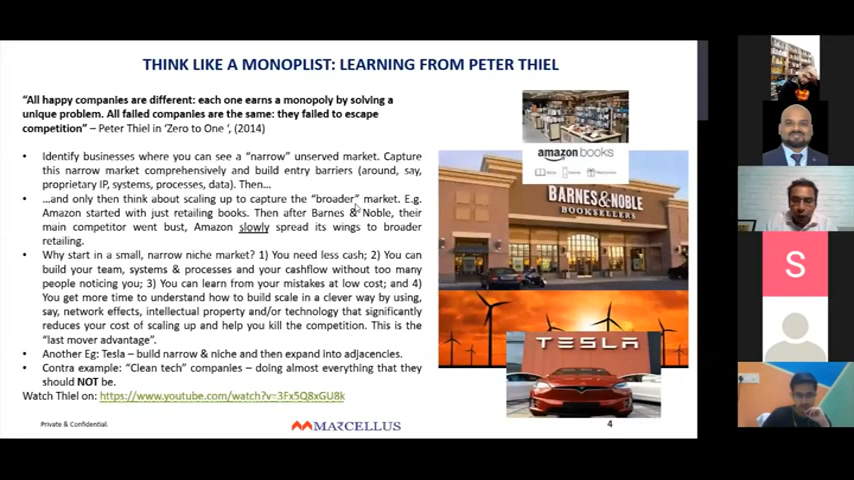 THINK LIKE A MONOPLIST: LEARNING FROM PETER THIEL
"All happy companies are different: each one earns a monopoly by solving a
unique problem. All failed companies are the same: they failed to escape
competition" – Peter Thiel in 'Zero to One ', (2014)
• Identify businesses where you can see a "narrow" unserved market. Capture
this narrow market comprehensively and build entry barriers (around, say,
proprietary IP, systems, processes, data). Then…
• …and only then think about scaling up to capture the "broader" market. E.g.
Amazon started with just retailing books. Then after Barnes & Noble, their
main competitor went bust, Amazon slowly spread its wings to broader
retailing.
• Why start in a small, narrow niche market? 1) You need less cash; 2) You can
build your team, systems & processes and your cashflow without too many
people noticing you; 3) You can learn from your mistakes at low cost; and 4)
You get more time to understand how to build scale in a clever way by using,
say, network effects, intellectual property and/or technology that significantly
reduces your cost of scaling up and help you kill the competition. This is the
"last mover advantage".
• Another Eg: Tesla – build narrow & niche and then expand into adjacencies.
• Contra example: "Clean tech" companies – doing almost everything that they
should NOT be.
Watch Thiel on: https://www.youtube.com/watch?v=3Fx5Q8xGU8k
amazon books
BARNES & NOBLE
BOOKSELLERS
TESLA
Private & Confidential.
MARCELLUS
4
S